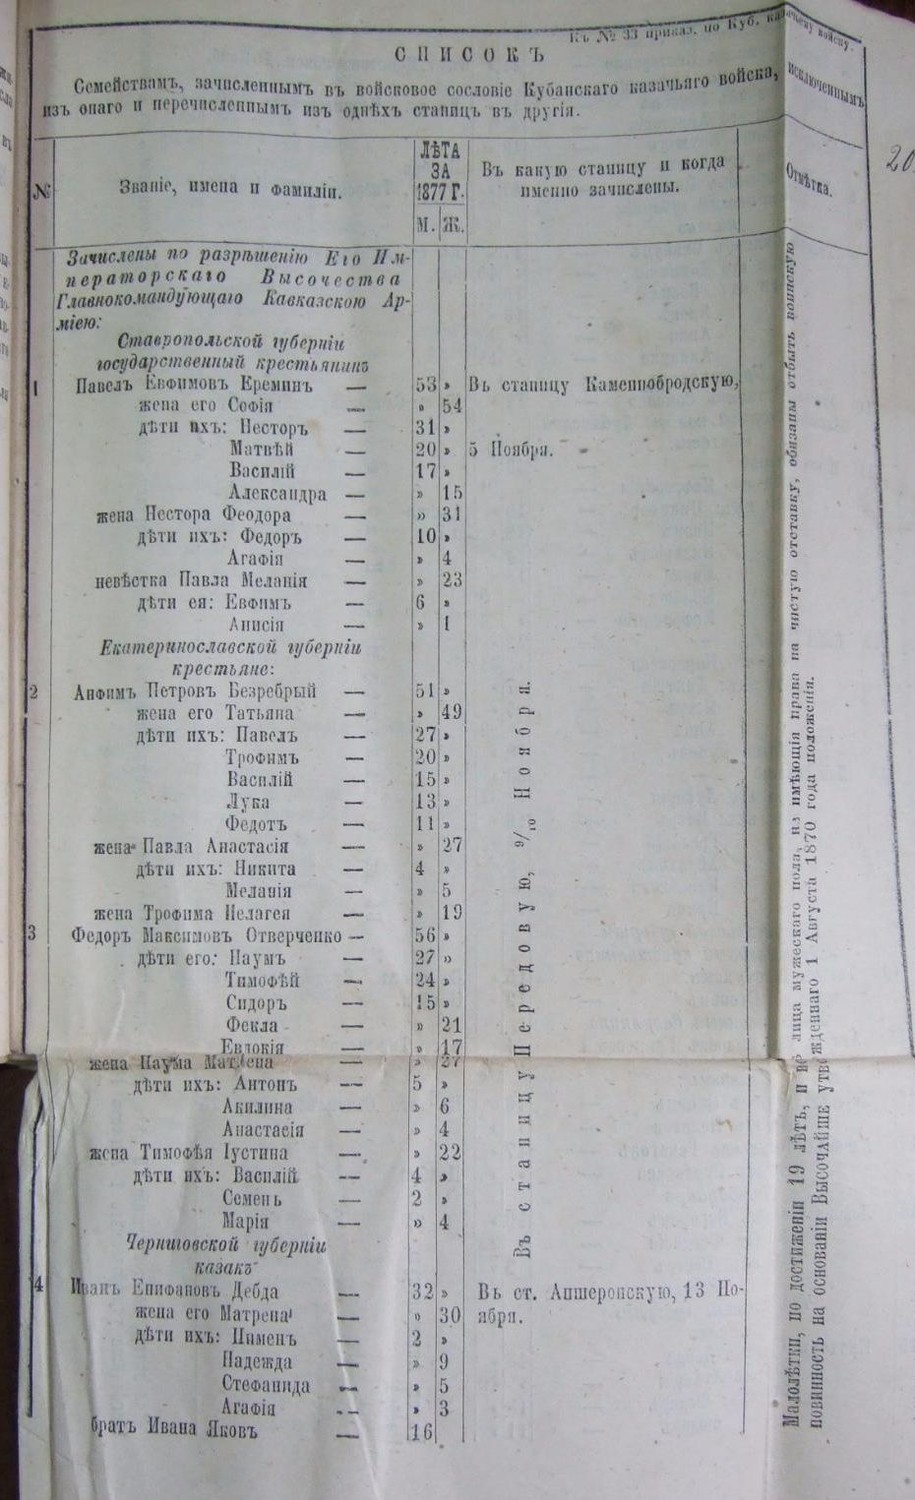 Къ № 33 приказ. по Куб. казачьему войску.
СПИСОКЪ
Семействамъ, зачисленнымъ въ войсковое сословіе Кубанскаго казачьяго войска, исключеннымъ
изъ онаго и перечисленнымъ изъ однѣхъ станицъ въ другія.
№
Званіе, имена и фамиліи.
ЛѢТА
ЗА
1877 Г.
М. Ж.
Въ какую станицу и когда
именно зачислены.
Отмѣтка.
20
Зачислены по разрѣшенію Его Им-
ператорскаго Высочества
Главнокомандующаго Кавказскою Ар-
міею:
Ставропольской губерніи
государственный крестьянинъ
1 Павелъ Евфимовъ Ереминъ — 53 » Въ станицу Каменнобродскую,
жена его Софія — » 54
дѣти ихъ: Несторъ — 31 »
Матвѣй — 20 » 5 Ноября.
Василій — 17 »
Александра — » 15
жена Нестора Феодора — » 31
дѣти ихъ: Федоръ — 10 »
Агафія — » 4
невѣстка Павла Меланія — » 23
дѣти ея: Евфимъ — 6 »
Анисія — » 1
Екатеринославской губерніи
крестьяне:
2 Анфимъ Петровъ Безребрый — 51 »
жена его Татьяна — » 49
дѣти ихъ: Павелъ — 27 »
Трофимъ — 20 »
Василій — 15 »
Лука — 13 »
Федотъ — 11 »
жена Павла Анастасія — » 27
дѣти ихъ: Никита — 4 »
Меланія — » 5
жена Трофима Пелагея — » 19
3 Федоръ Максимовъ Отверченко — 56 »
дѣти его: Наумъ — 27 »
Тимофѣй — 24 »
Сидоръ — 15 »
Фекла — » 21
Евдокія — » 17
жена Наума Матлена — » 27
дѣти ихъ: Антонъ — 5 »
Акилина — » 6
Анастасія — » 4
жена Тимофѣя Іустина — » 22
дѣти ихъ: Василій — 4 »
Семенъ — 2 »
Марія — » 4
Въ станицу Передовую, 9/10 Ноября.
Черниговской губерніи
казакъ
4 Иванъ Епифановъ Дебда — 32 » Въ ст. Апшеронскую, 13 Но-
жена его Матрена — » 30 ября.
дѣти ихъ: Пименъ — 2 »
Надежда — » 9
Стефанида — » 5
Агафія — » 3
братъ Ивана Яковъ — 16
Малолѣтки, по достиженіи 19 лѣтъ, и всѣ лица мужескаго пола, не имѣющія права на чистую отставку, обязаны отбыть воинскую
повинность на основаніи Высочайше утвержденнаго 1 Августа 1870 года положенія.